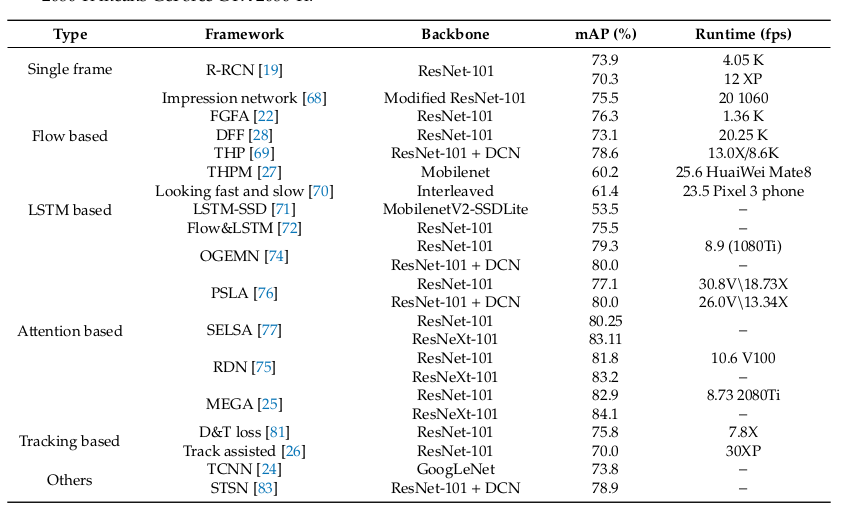 Type Framework Backbone mAP (%) Runtime (fps)
Single frame R-RCN [19] ResNet-101 73.9 4.05 K
70.3 12 XP
Flow based Impression network [68] Modified ResNet-101 75.5 20 1060
FGFA [22] ResNet-101 76.3 1.36 K
DFF [28] ResNet-101 73.1 20.25 K
THP [69] ResNet-101 + DCN 78.6 13.0X/8.6K
THPM [27] Mobilenet 60.2 25.6 HuaiWei Mate8
LSTM based Looking fast and slow [70] Interleaved 61.4 23.5 Pixel 3 phone
LSTM-SSD [71] MobilenetV2-SSDLite 53.5 –
Flow&LSTM [72] ResNet-101 75.5 –
Attention based OGEMN [74] ResNet-101 79.3 8.9 (1080Ti)
ResNet-101 + DCN 80.0 –
PSLA [76] ResNet-101 77.1 30.8V\18.73X
ResNet-101 + DCN 80.0 26.0V\13.34X
SELSA [77] ResNet-101 80.25 –
ResNeXt-101 83.11
RDN [75] ResNet-101 81.8 10.6 V100
ResNeXt-101 83.2 –
MEGA [25] ResNet-101 82.9 8.73 2080Ti
ResNeXt-101 84.1 –
Tracking based D&T loss [81] ResNet-101 75.8 7.8X
Track assisted [26] ResNet-101 70.0 30XP
Others TCNN [24] GoogLeNet 73.8 –
STSN [83] ResNet-101 + DCN 78.9 –